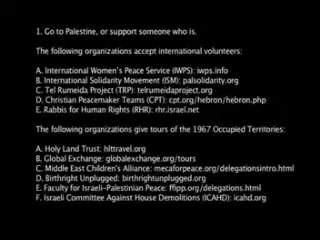 1. Go to Palestine, or support someone who is.
The following organizations accept international volunteers:
A. International Women's Peace Service (IWPS): iwps.info
B. International Solidarity Movement (ISM): palsolidarity.org
C. Tel Rumeida Project (TRP): telrumeidaproject.org
D. Christian Peacemaker Teams (CPT): cpt.org/hebron/hebron.php
E. Rabbis for Human Rights (RHR): rhr.israel.net
The following organizations give tours of the 1967 Occupied Territories:
A. Holy Land Trust: hlttravel.org
B. Global Exchange: globalexchange.org/tours
C. Middle East Children's Alliance: mecaforpeace.org/delegationsintro.html
D. Birthright Unplugged: birthrightunplugged.org
E. Faculty for Israeli-Palestinian Peace: ffipp.org/delegations.html
F. Israeli Committee Against House Demolitions (ICAHD): icahd.org